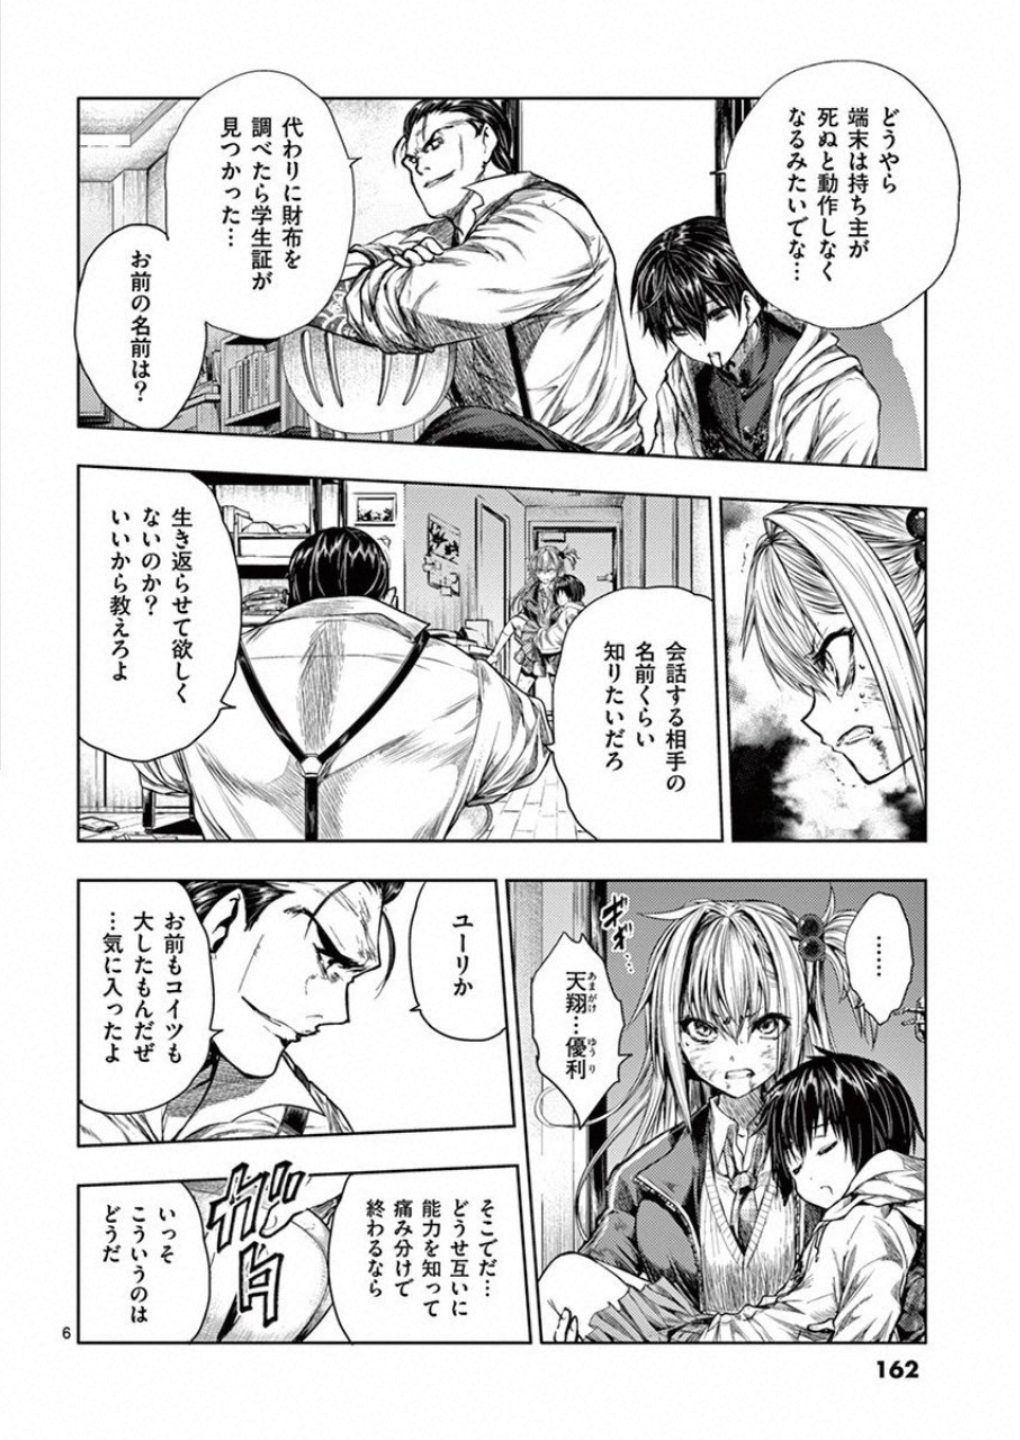 どうやら
端末は持ち主が
死ぬと動作しなく
なるみたいでな…
代わりに財布を
調べたら学生証が
見つかった…
お前の名前は?
会話する相手の
名前くらい
知りたいだろ
生き返らせて欲しく
ないのか?
いいから教えろよ
……
ギギ…
天翔…優利
あまがけ
ゆうり
ユーリか
お前もコイツも
大したもんだぜ
…気に入ったよ
そこでだ…
どうせ互いに
能力を知って
痛み分けで
終わるなら
ガタ
いっそ
こういうのは
どうだ
6
162